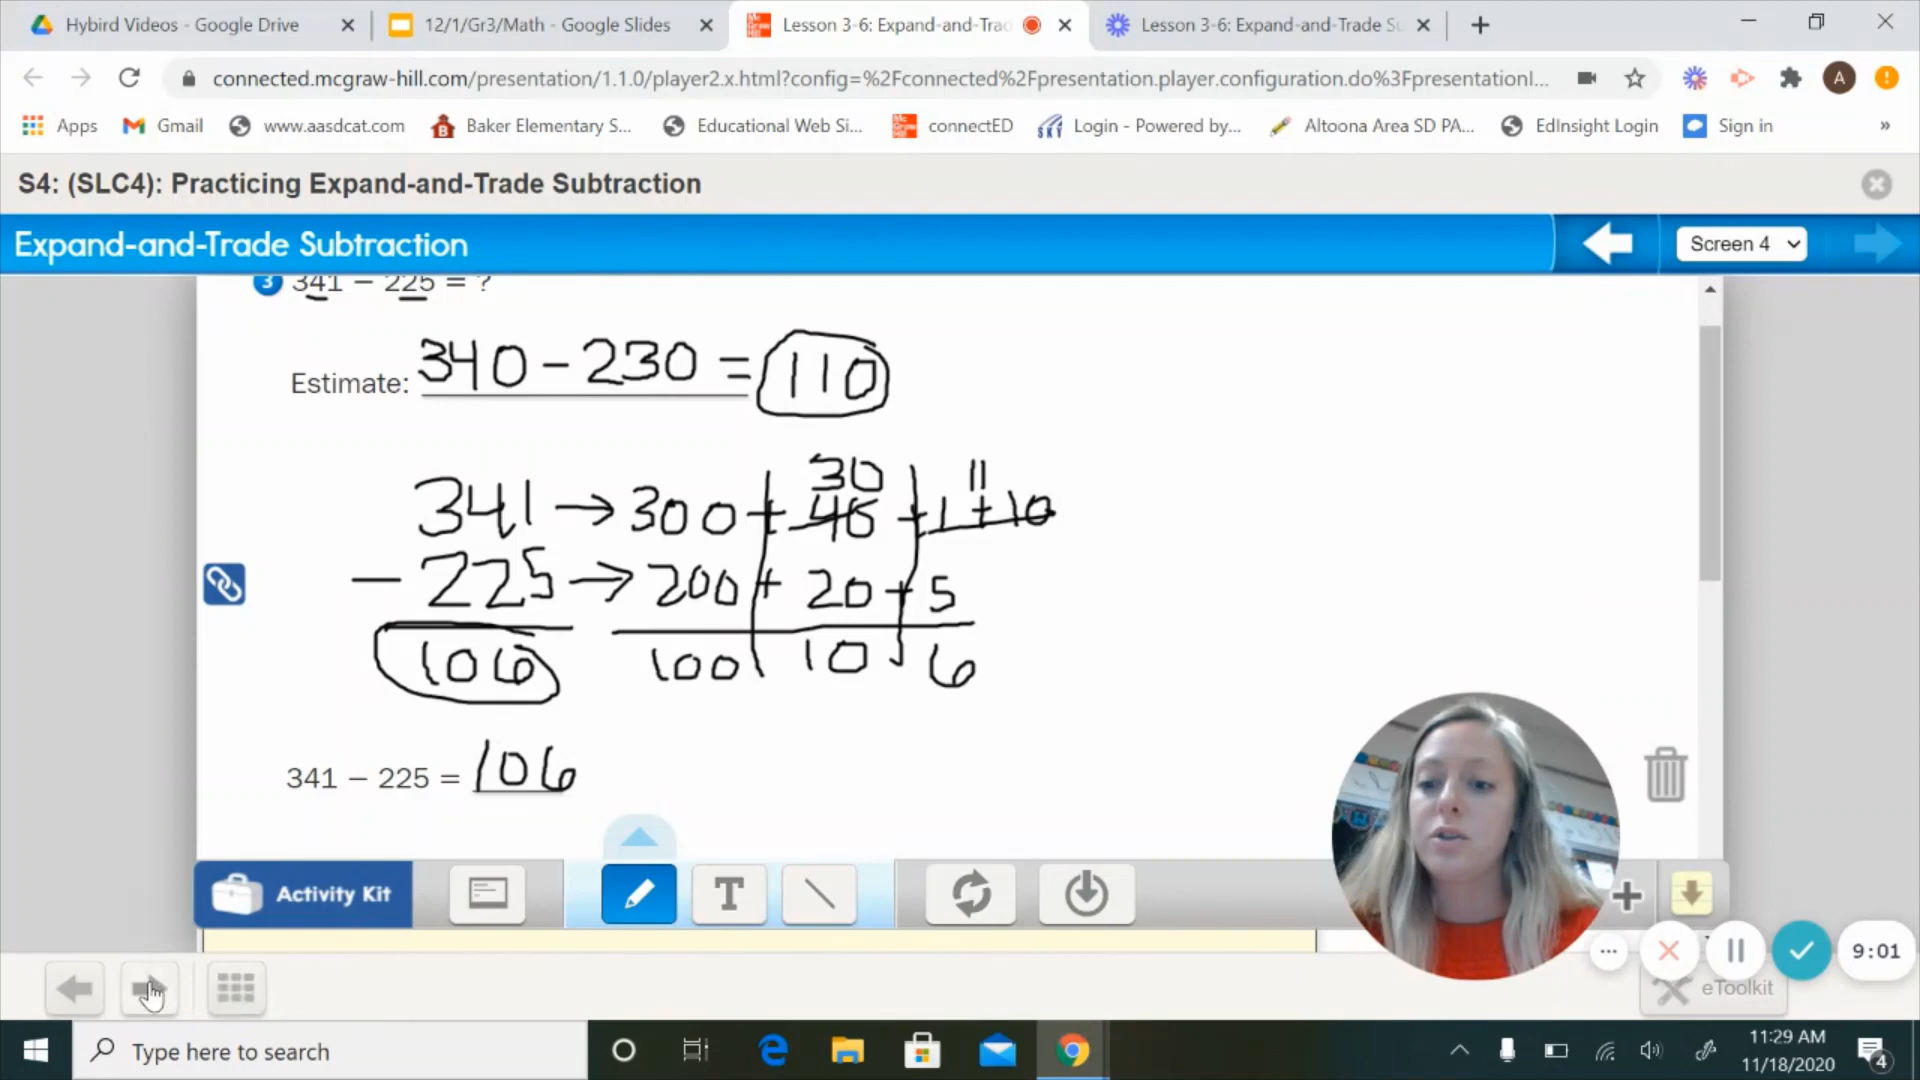 Hybird Videos - Google Drive
12/1/Gr3/Math - Google Slides
Lesson 3-6: Expand-and-Trad
Lesson 3-6: Expand-and-Trade Su
connected.mcgraw-hill.com/presentation/1.1.0/player2.x.html?config=%2Fconnected%2Fpresentation.player.configuration.do%3FpresentationI...
A
Apps
Gmail
www.aasdcat.com
Baker Elementary S...
Educational Web Si...
connectED
Login - Powered by...
Altoona Area SD PA...
EdInsight Login
Sign in
»
S4: (SLC4): Practicing Expand-and-Trade Subtraction
Expand-and-Trade Subtraction
Screen 4
3 341 − 225 = ?
Estimate: 340 - 230 = 110
30 11
341 → 300 + 40 + 1 + 10
- 225 → 200 + 20 + 5
106 100 10 6
341 − 225 = 106
Activity Kit
T
9:01
eToolkit
Type here to search
11:29 AM
11/18/2020
4